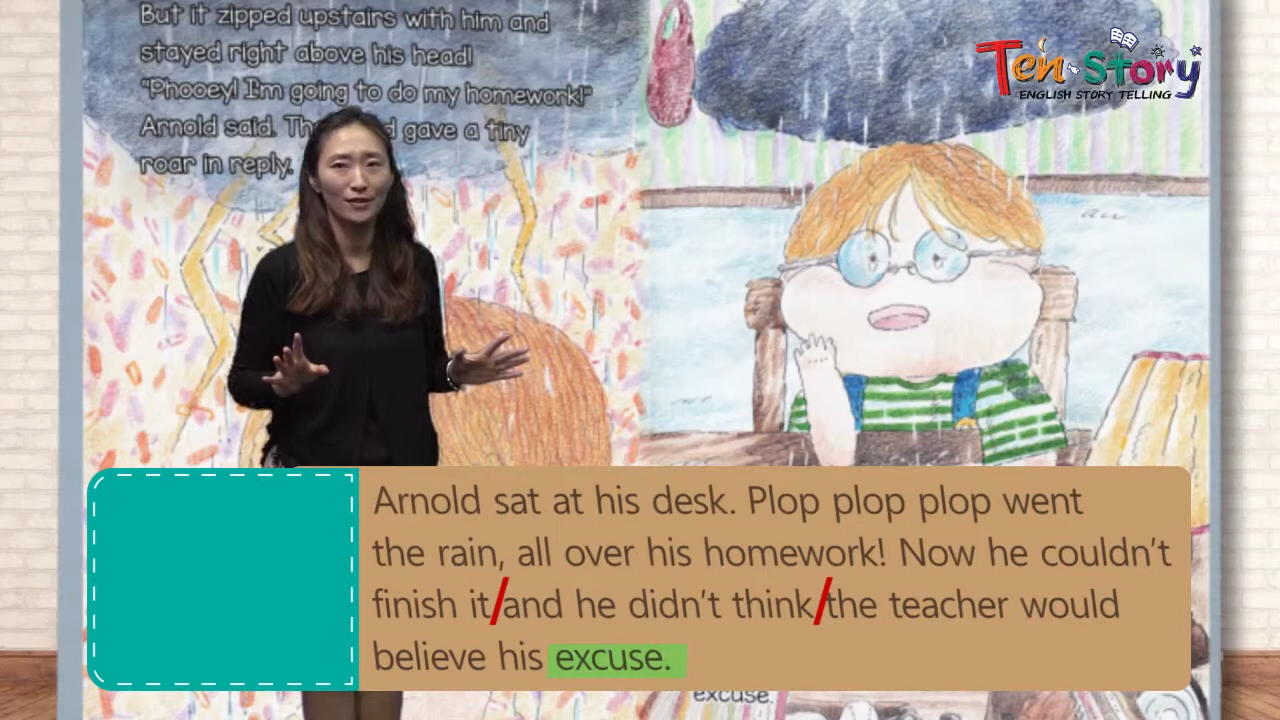 But it zipped upstairs with him and
stayed right above his head!
"Phooey! I'm going to do my homework!"
Arnold said. Th d gave a tiny
roar in reply.
Ten Story
ENGLISH STORY TELLING
Arnold sat at his desk. Plop plop plop went
the rain, all over his homework! Now he couldn't
finish it/and he didn't think/the teacher would
believe his excuse.
excuse.